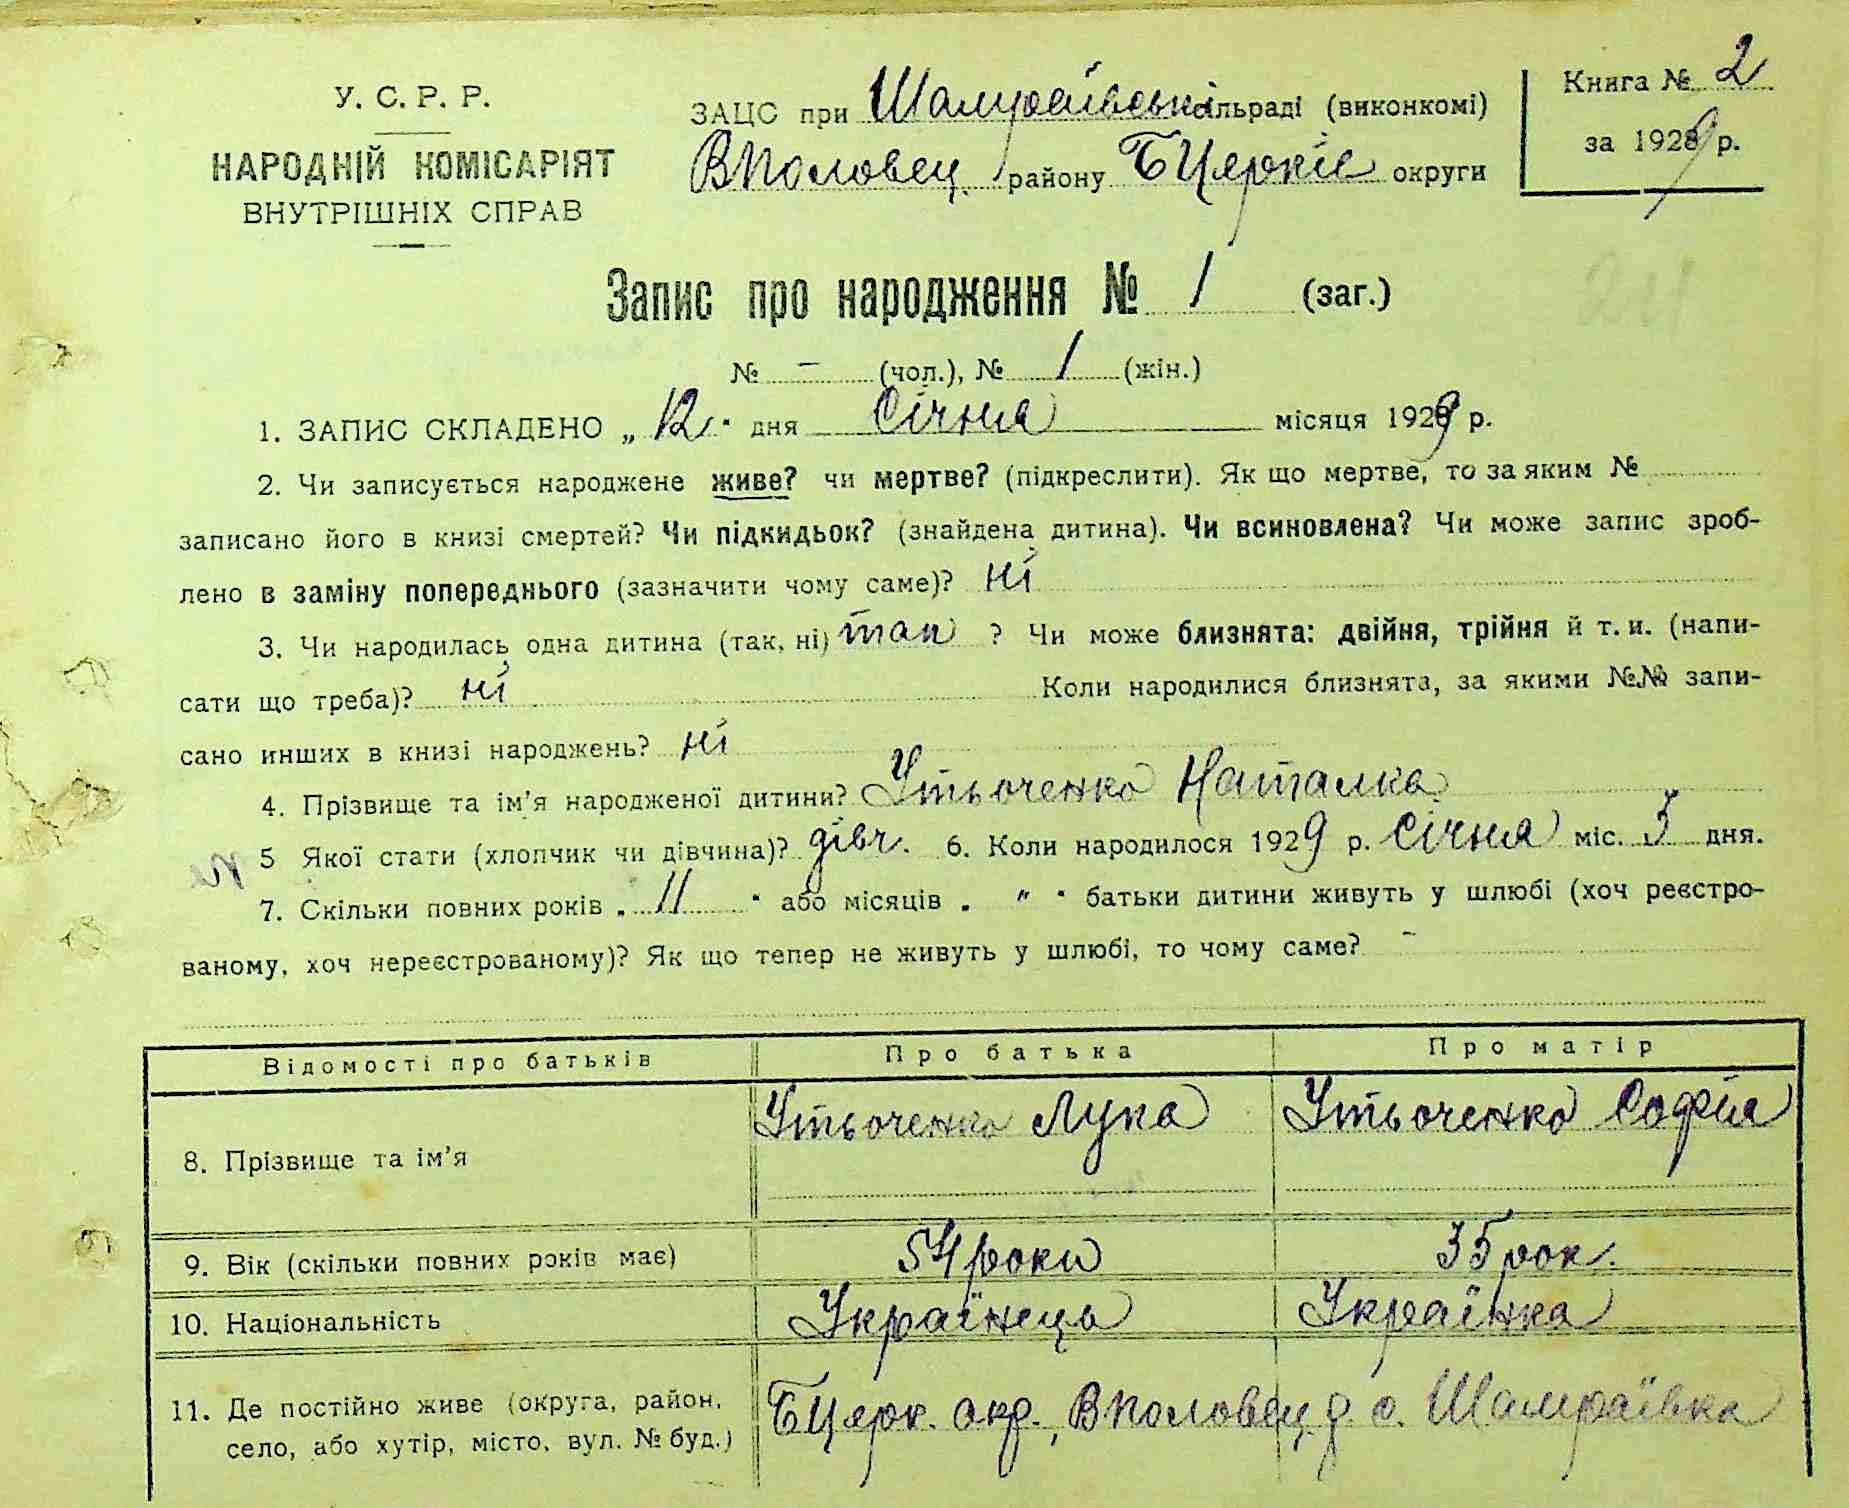 У. С. Р. Р.
НАРОДНІЙ КОМІСАРІЯТ
ВНУТРІШНІХ СПРАВ
ЗАЦС при Шамраївській сільраді (виконкомі)
ВПоловец. району БЦерків округи
Книга № 2
за 1929 р.
Запис про народження № 1 (заг.)
№ – (чол.), № 1 (жін.)
1. ЗАПИС СКЛАДЕНО „ 12 " дня Січня місяця 1929 р.
2. Чи записується народжене живе? чи мертве? (підкреслити). Як що мертве, то за яким №
записано його в книзі смертей? Чи підкидьок? (знайдена дитина). Чи всиновлена? Чи може запис зроб-
лено в заміну попереднього (зазначити чому саме)? ні
3. Чи народилась одна дитина (так, ні) так ? Чи може близнята: двійня, трійня й т. и. (напи-
сати що треба)? ні Коли народилися близнята, за якими №№ запи-
сано инших в книзі народжень? ні
4. Прізвище та ім'я народженої дитини? Утьоченко Наталка
5 Якої стати (хлопчик чи дівчина)? дівч. 6. Коли народилося 1929 р. Січня міс. 5 дня.
7. Скільки повних років „ 11 " або місяців „ " " батьки дитини живуть у шлюбі (хоч реєстро-
ваному, хоч нереєстрованому)? Як що тепер не живуть у шлюбі, то чому саме? –
Відомості про батьків Про батька Про матір
8. Прізвище та ім'я Утьоченко Лука Утьоченко Софія
9. Вік (скільки повних років має) 54 роки 35 рок.
10. Національність Українець Українка
11. Де постійно живе (округа, район, село, або хутір, місто, вул. № буд.) БЦерк. окр., ВПоловец. р. с. Шамраївка